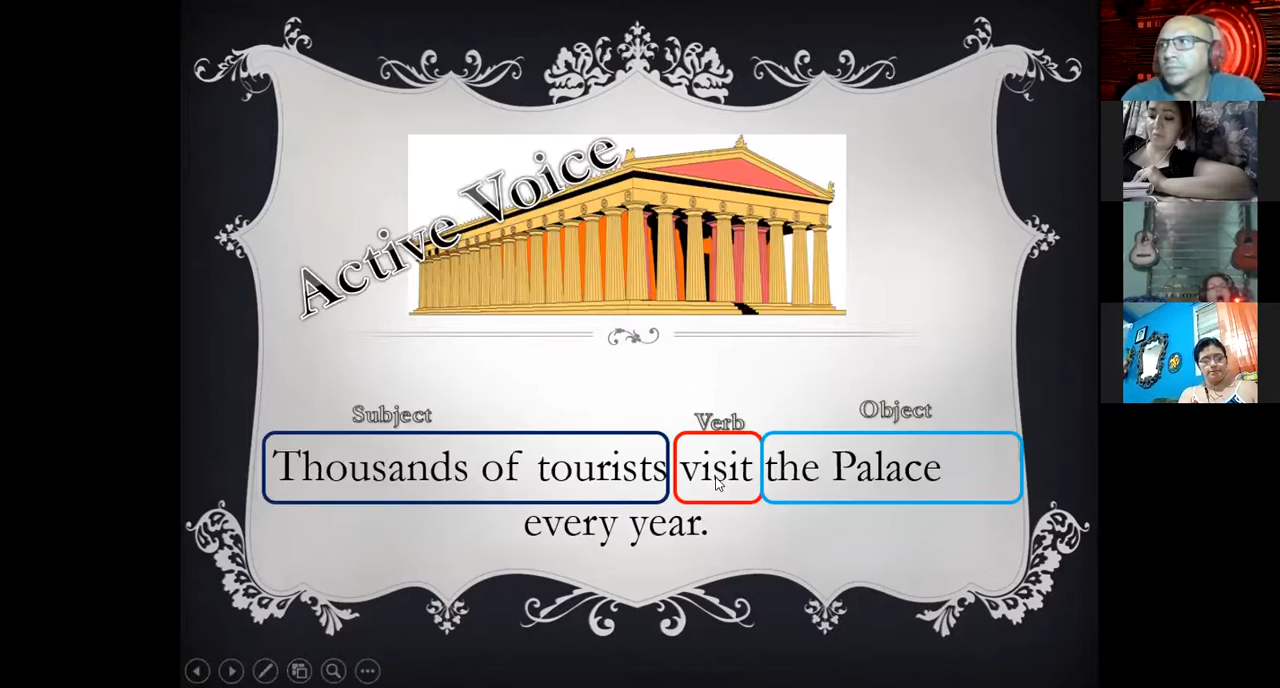 Active Voice
Subject
Verb
Object
Thousands of tourists visit the Palace
every year.